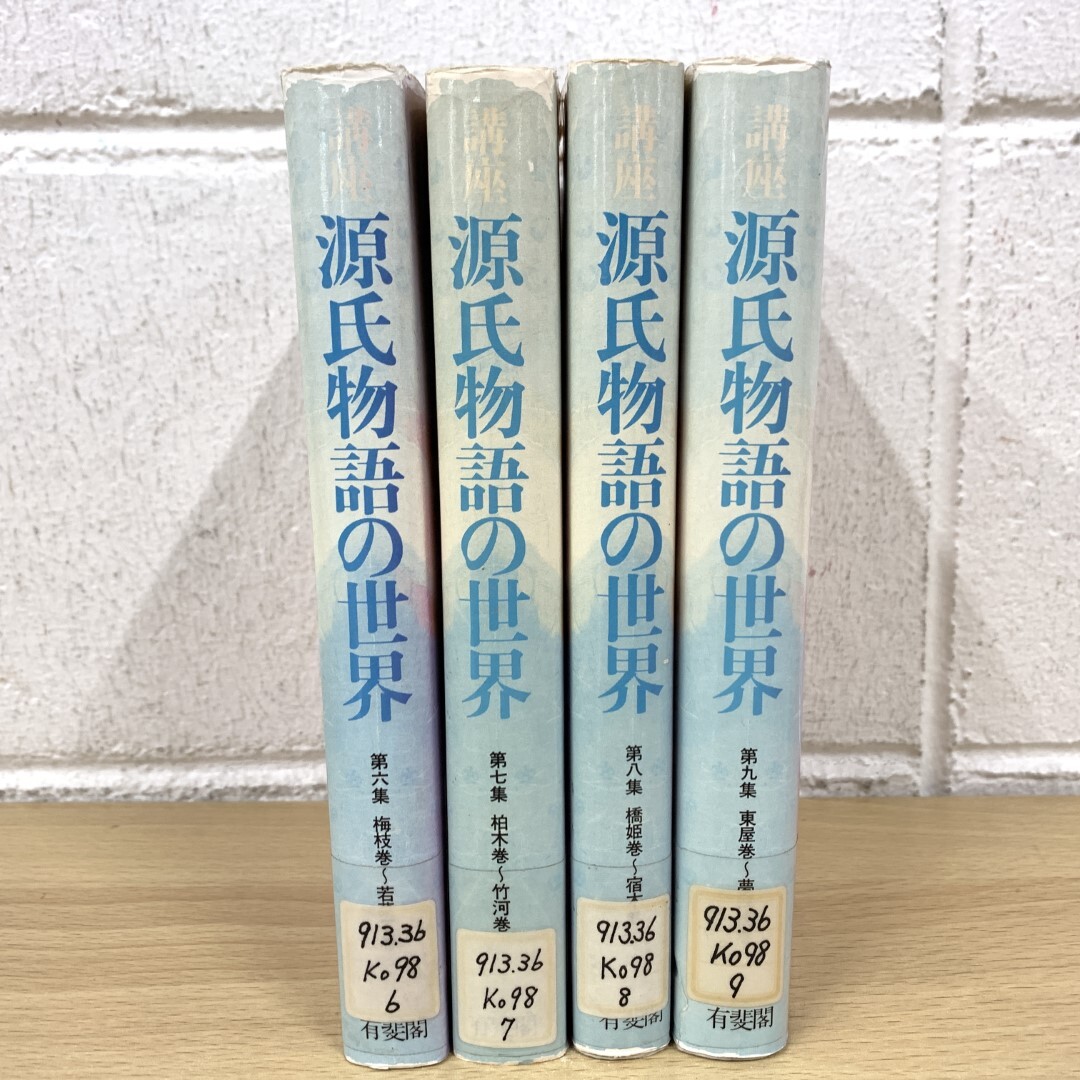 講座
源氏物語の世界
第六集 梅枝巻〜若
913.36
Ko98
6
有斐閣
講座
源氏物語の世界
第七集 柏木巻〜竹河巻
913.36
Ko98
7
講座
源氏物語の世界
第八集 橋姫巻〜宿木
913.36
Ko98
8
有斐閣
講座
源氏物語の世界
第九集 東屋巻〜夢
913.36
Ko98
9
有斐閣